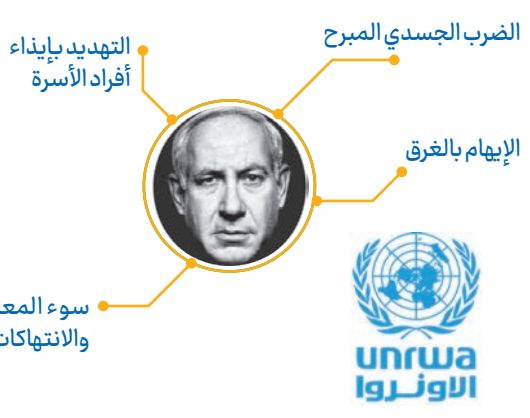 الضرب الجسدي المبرح
التهديد بإيذاء
أفراد الأسرة
الإيهام بالغرق
سوء
والانتهاكات
unrwa
الاونروا